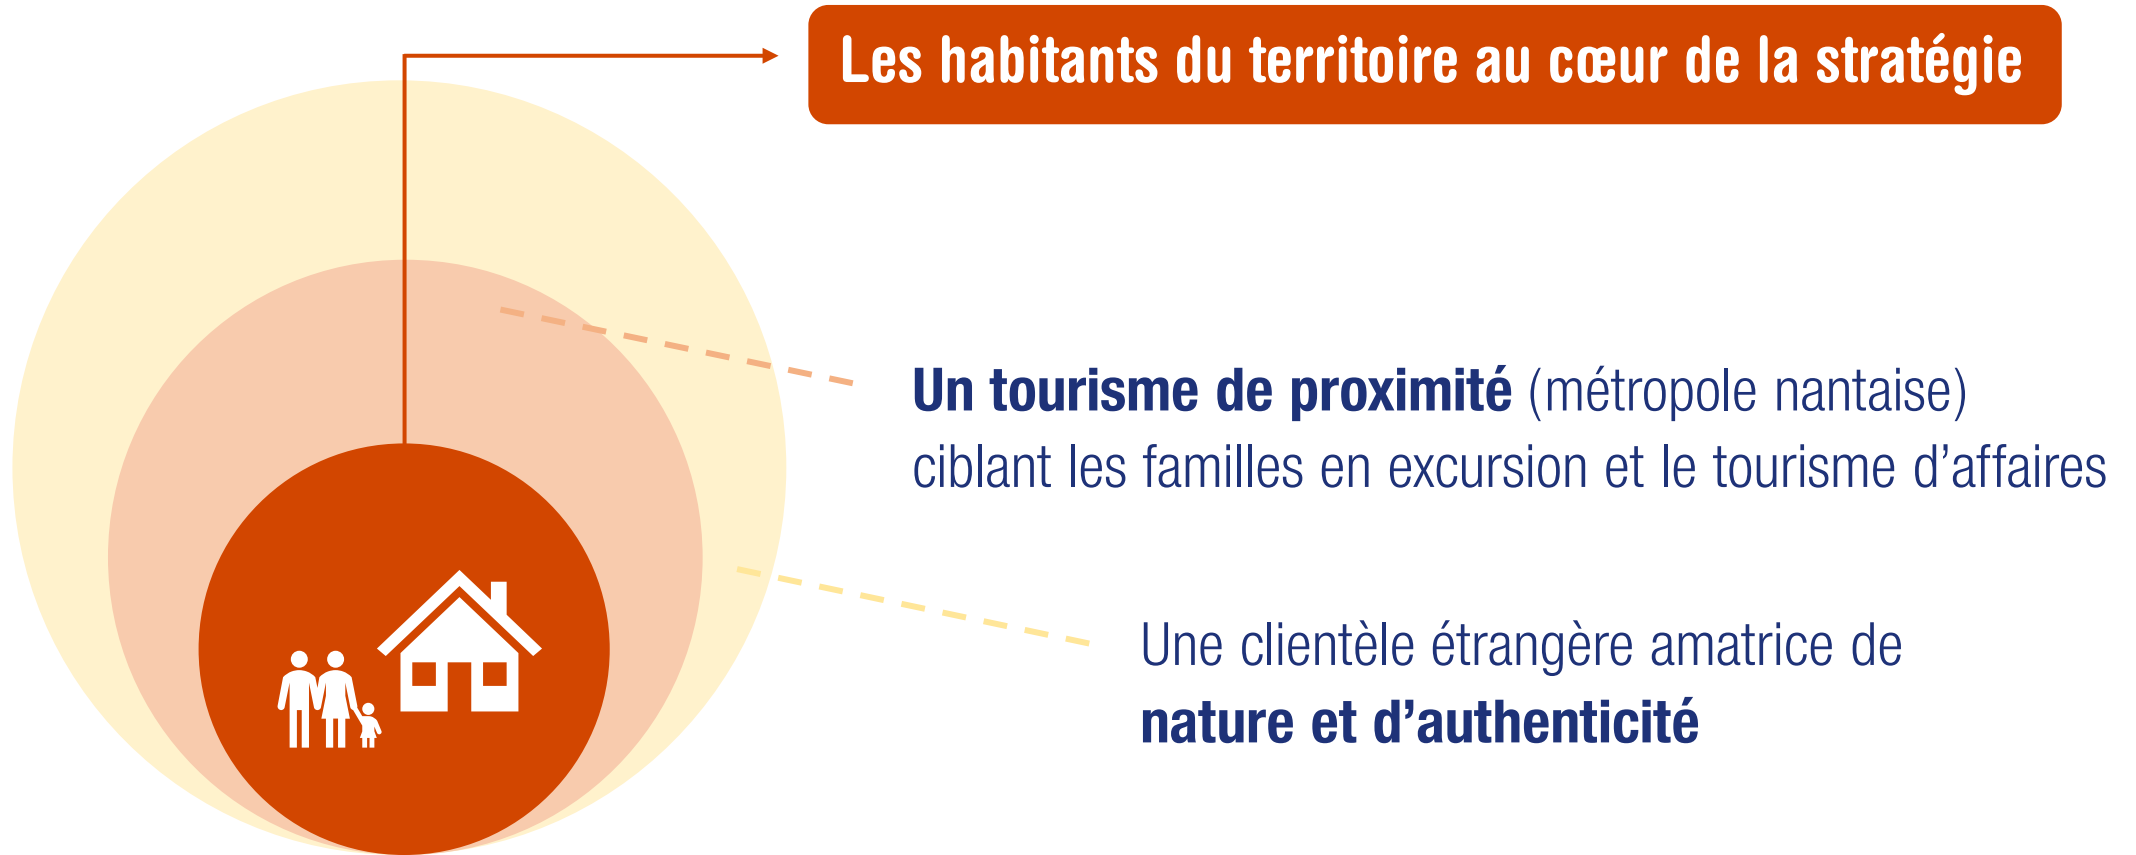 Les habitants du territoire au cœur de la stratégie
Un tourisme de proximité (métropole nantaise)
ciblant les familles en excursion et le tourisme d’affaires
Une clientèle étrangère amatrice de
nature et d’authenticité